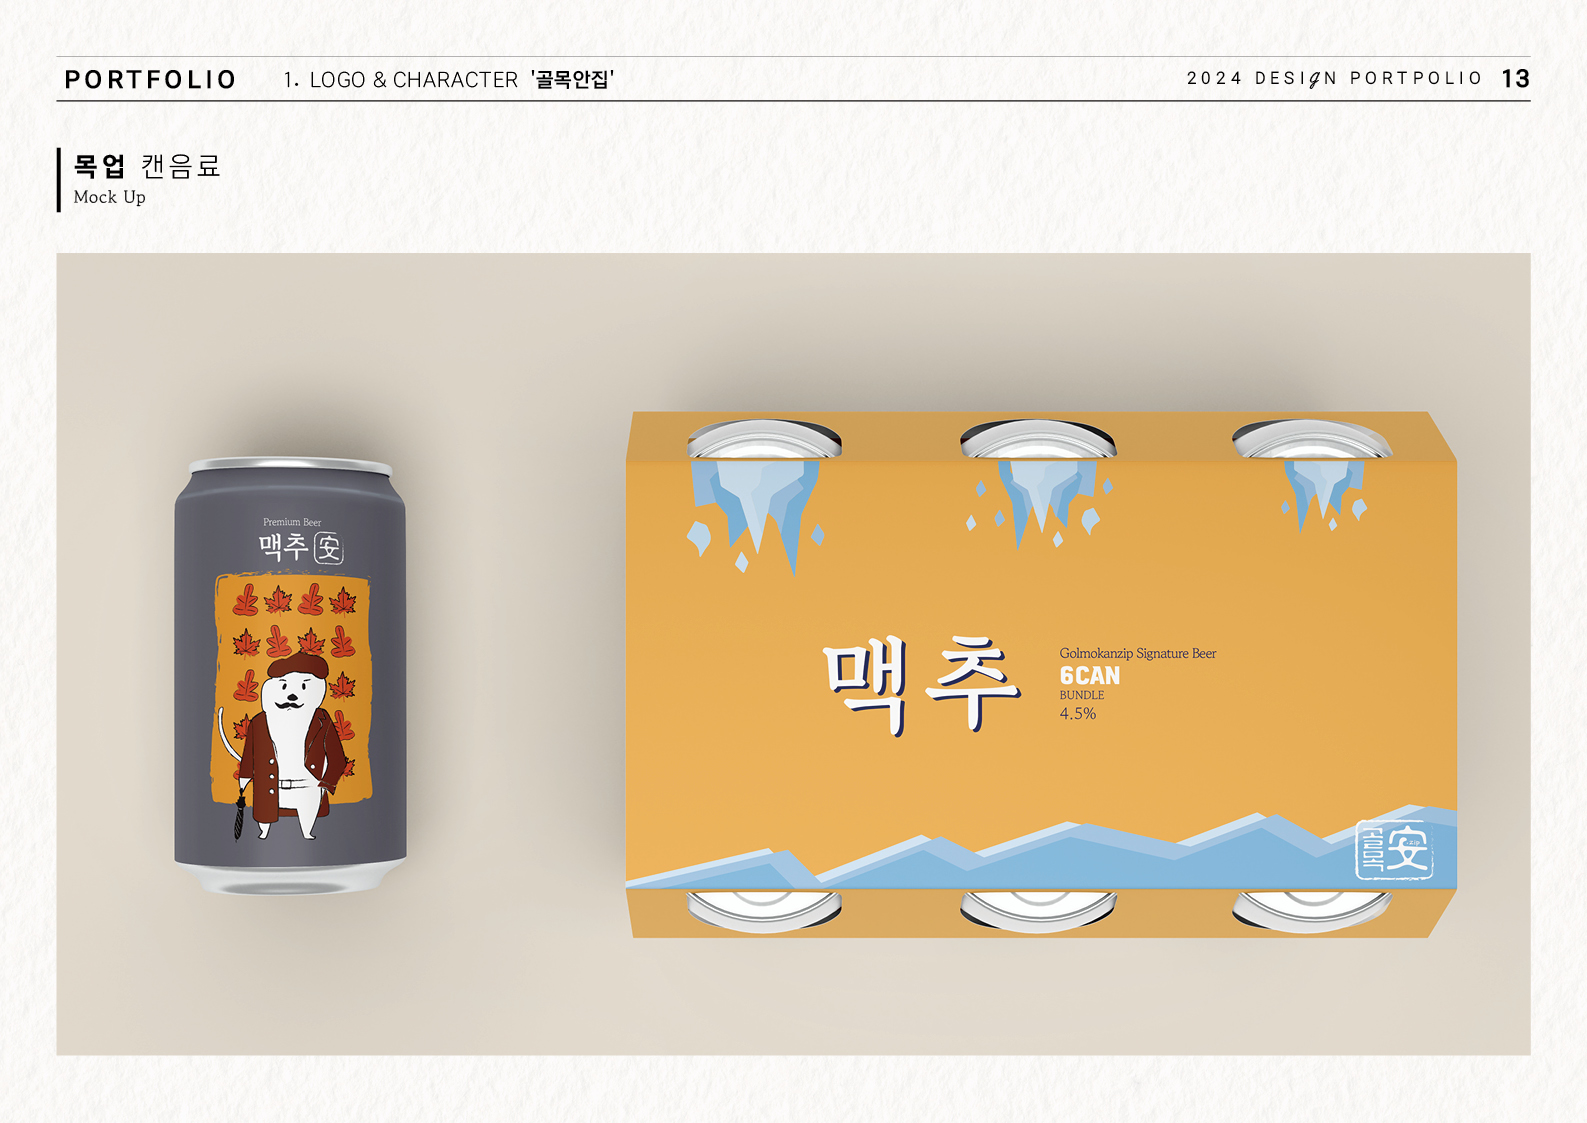 PORTFOLIO 1. LOGO & CHARACTER '골목안집' 2024 DESIGN PORTPOLIO 13
목업 캔음료
Mock Up
Premium Beer
맥추 安
맥추
Golmokanzip Signature Beer
6CAN
BUNDLE
4.5%
골목 安 zip